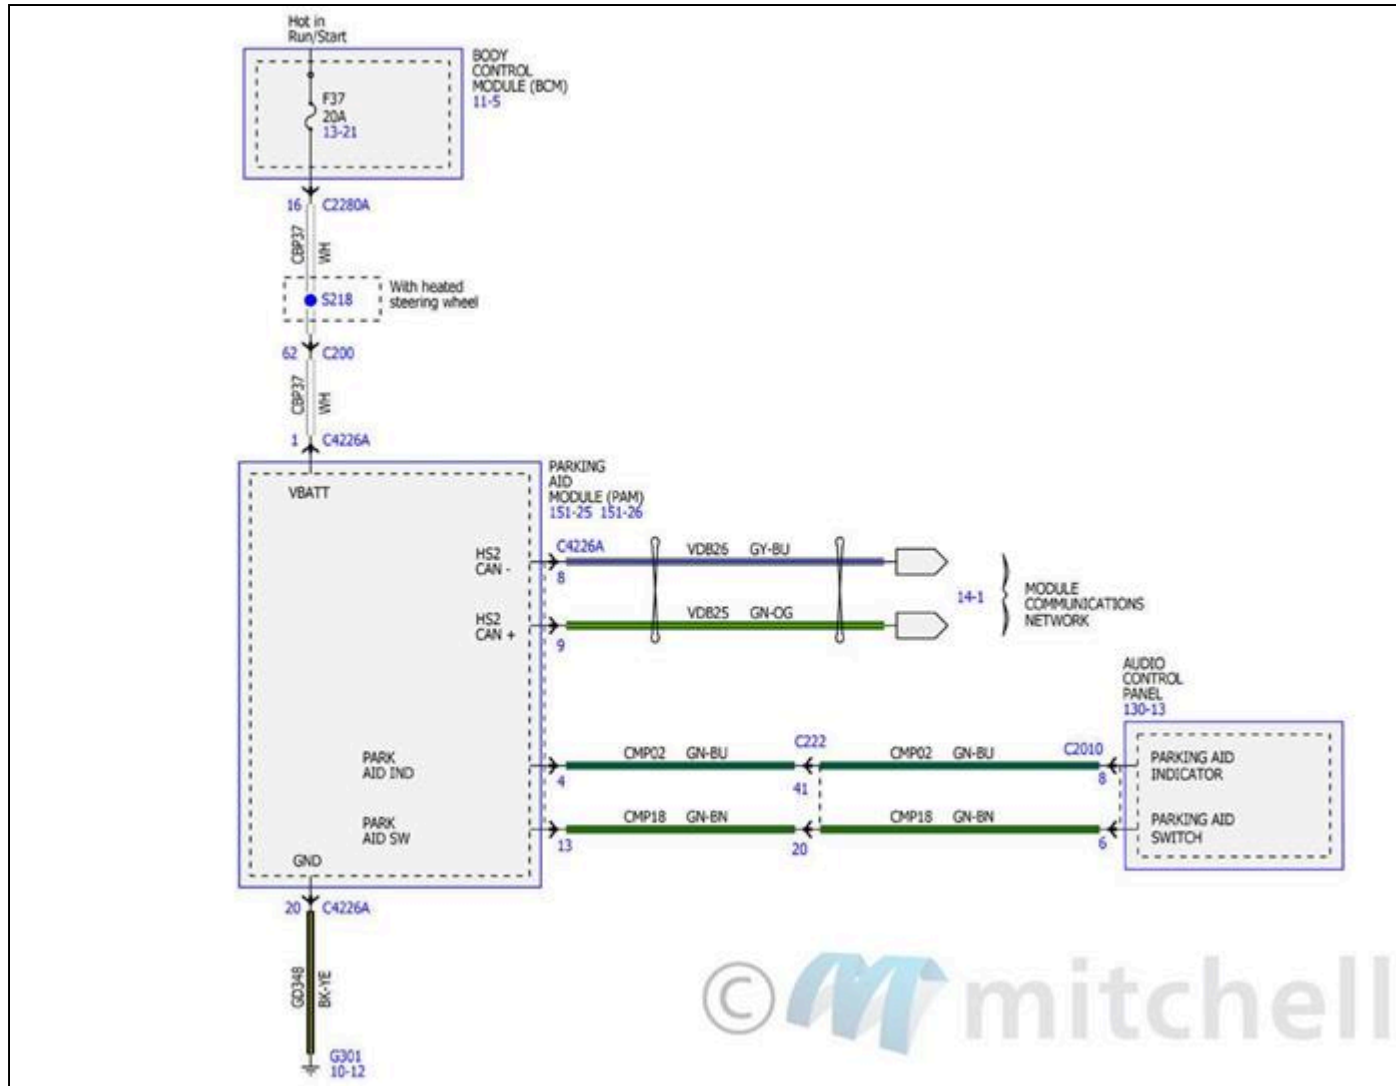 Hot in
Run/Start
BODY
CONTROL
MODULE (BCM)
11-5
F37
20A
13-21
16 C2280A
CBP37 WH
S218
With heated
steering wheel
62 C200
CBP37 WH
1 C4226A
VBATT
PARKING
AID
MODULE (PAM)
151-25 151-26
HS2
CAN -
C4226A
8
VDB26 GY-BU
HS2
CAN +
9
VDB25 GN-OG
14-1
MODULE
COMMUNICATIONS
NETWORK
AUDIO
CONTROL
PANEL
130-13
PARK
AID IND
4
CMP02 GN-BU
C222
41
CMP02 GN-BU
C2010
8
PARKING AID
INDICATOR
PARK
AID SW
13
CMP18 GN-BN
20
CMP18 GN-BN
6
PARKING AID
SWITCH
GND
20 C4226A
GD348 BK-YE
G301
10-12
© mitchell